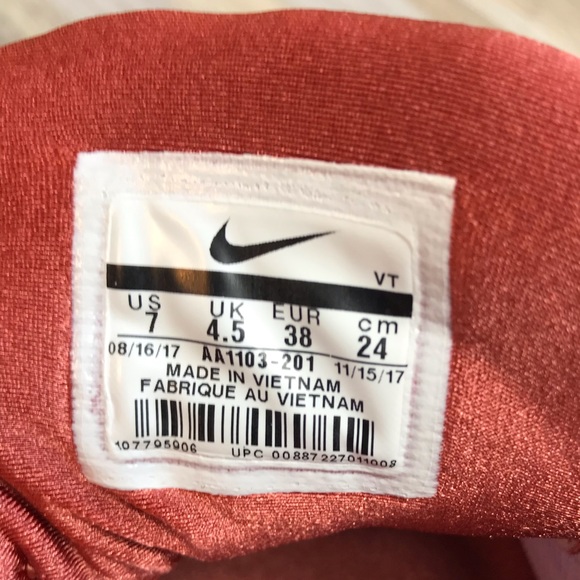 VT
US UK EUR cm
7 4.5 38 24
08/16/17 AA1103-201 11/15/17
MADE IN VIETNAM
FABRIQUE AU VIETNAM
107795906 UPC